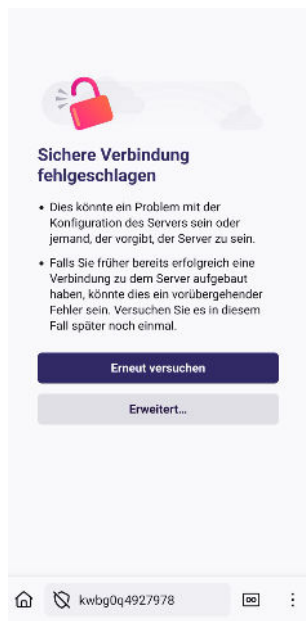 Sichere Verbindung
fehlgeschlagen
• Dies könnte ein Problem mit der
Konfiguration des Servers sein oder
jemand, der vorgibt, der Server zu sein.
• Falls Sie früher bereits erfolgreich eine
Verbindung zu dem Server aufgebaut
haben, könnte dies ein vorübergehender
Fehler sein. Versuchen Sie es in diesem
Fall später noch einmal.
Erneut versuchen
Erweitert...
kwbg0q4927978